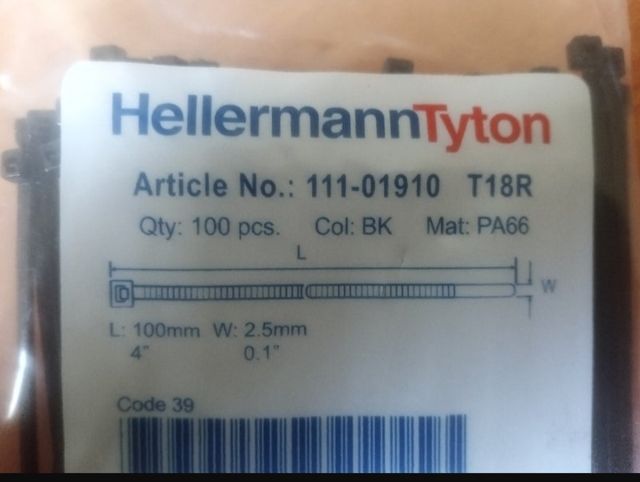 HellermannTyton
Article No.: 111-01910 T18R
Qty: 100 pcs. Col: BK Mat: PA66
L
W
L: 100mm W: 2.5mm
4" 0.1"
Code 39